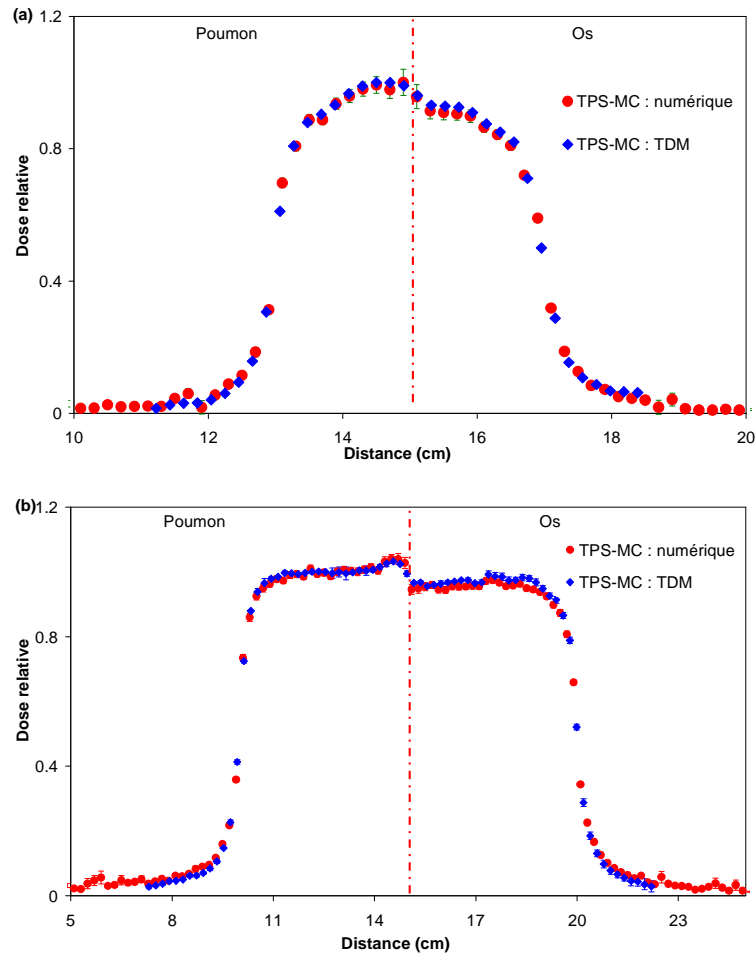 (a)
1.2
Poumon
Os
TPS-MC : numérique
TPS-MC : TDM
0.8
Dose relative
0.4
0
10
12
14
16
18
20
Distance (cm)
(b)
1.2
Poumon
Os
TPS-MC : numérique
TPS-MC : TDM
0.8
Dose relative
0.4
0
5
8
11
14
17
20
23
Distance (cm)